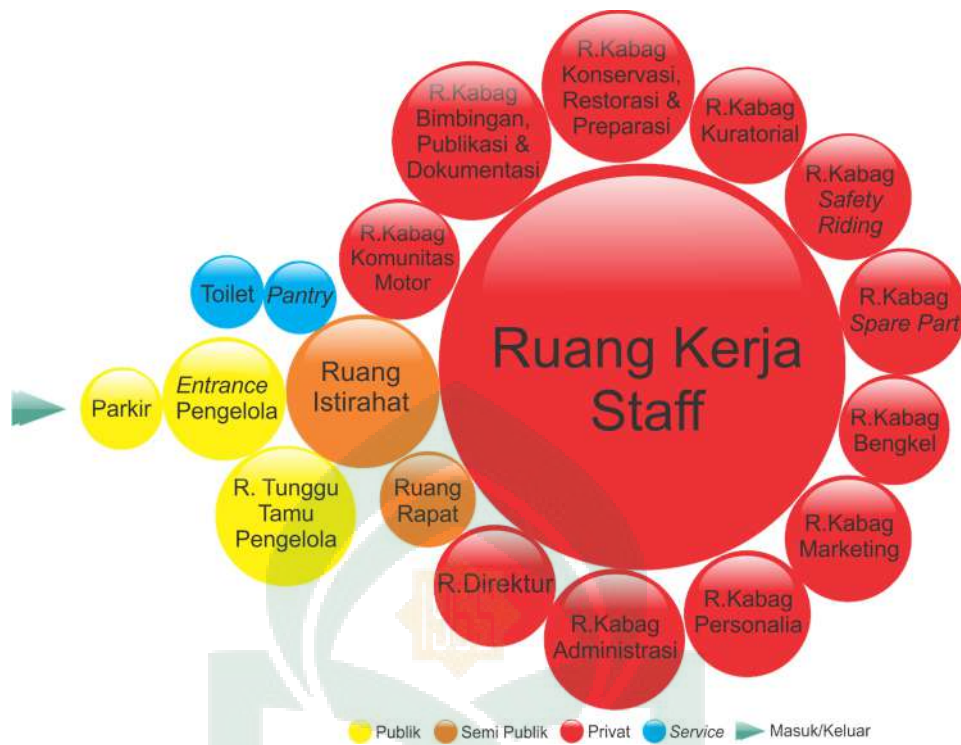 R.Kabag
Konservasi,
Restorasi &
Preparasi
R.Kabag
Bimbingan,
Publikasi &
Dokumentasi
R.Kabag
Kuratorial
R.Kabag
Safety
Riding
R.Kabag
Komunitas
Motor
R.Kabag
Spare Part
Toilet
Pantry
Ruang Kerja
Staff
Ruang
Istirahat
Entrance
Pengelola
Parkir
R.Kabag
Bengkel
R. Tunggu
Tamu
Pengelola
Ruang
Rapat
R.Kabag
Marketing
R.Direktur
R.Kabag
Personalia
R.Kabag
Administrasi
Publik Semi Publik Privat Service Masuk/Keluar